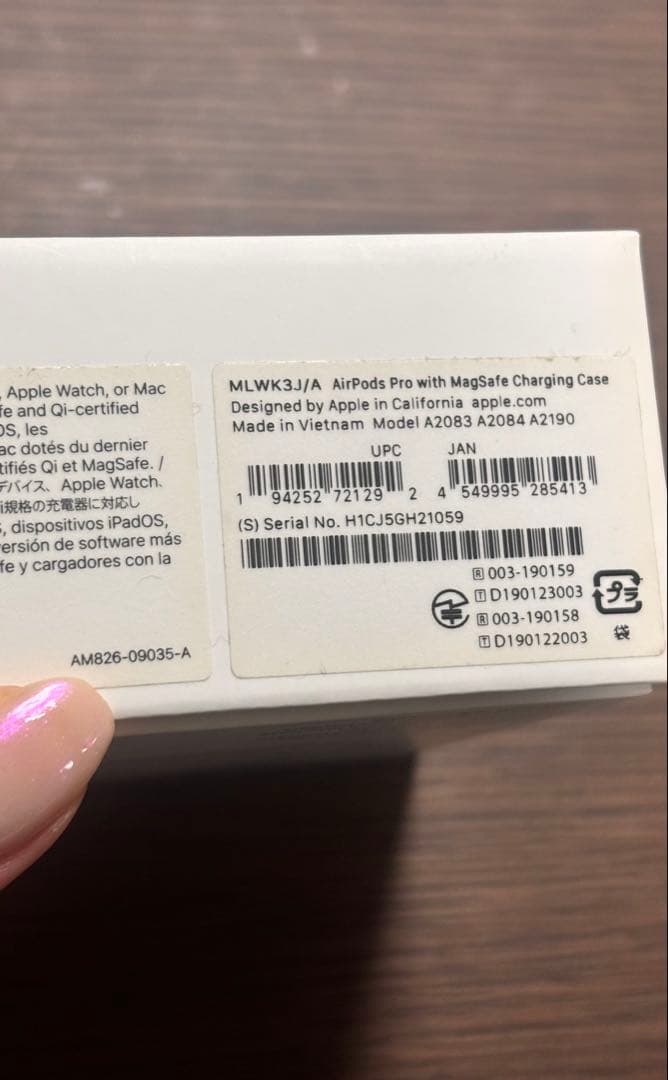 , Apple Watch, or Mac
fe and Qi-certified
OS, les
ac dotés du dernier
tifiés Qi et MagSafe. /
デバイス、Apple Watch、
i規格の充電器に対応し
, dispositivos iPadOS,
versión de software más
fe y cargadores con la
AM826-09035-A
MLWK3J/A AirPods Pro with MagSafe Charging Case
Designed by Apple in California apple.com
Made in Vietnam Model A2083 A2084 A2190
UPC JAN
1 94252 72129 2 4 549995 285413
(S) Serial No. H1CJ5GH21059
R 003-190159
T D190123003
R 003-190158
T D190122003
プラ
袋